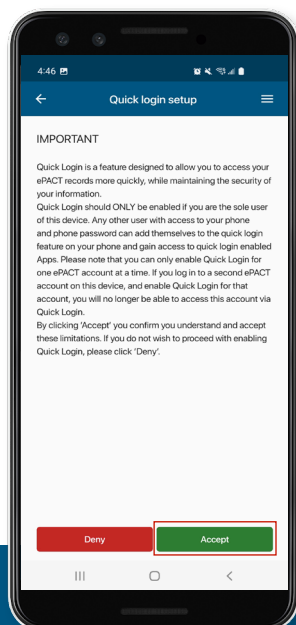 4:46
Quick login setup
IMPORTANT
Quick Login is a feature designed to allow you to access your
ePACT records more quickly, while maintaining the security of
your information.
Quick Login should ONLY be enabled if you are the sole user
of this device. Any other user with access to your phone
and phone password can add themselves to the quick login
feature on your phone and gain access to quick login enabled
Apps. Please note that you can only enable Quick Login for
one ePACT account at a time. If you log in to a second ePACT
account on this device, and enable Quick Login for that
account, you will no longer be able to access this account via
Quick Login.
By clicking 'Accept' you confirm you understand and accept
these limitations. If you do not wish to proceed with enabling
Quick Login, please click 'Deny'.
Deny
Accept